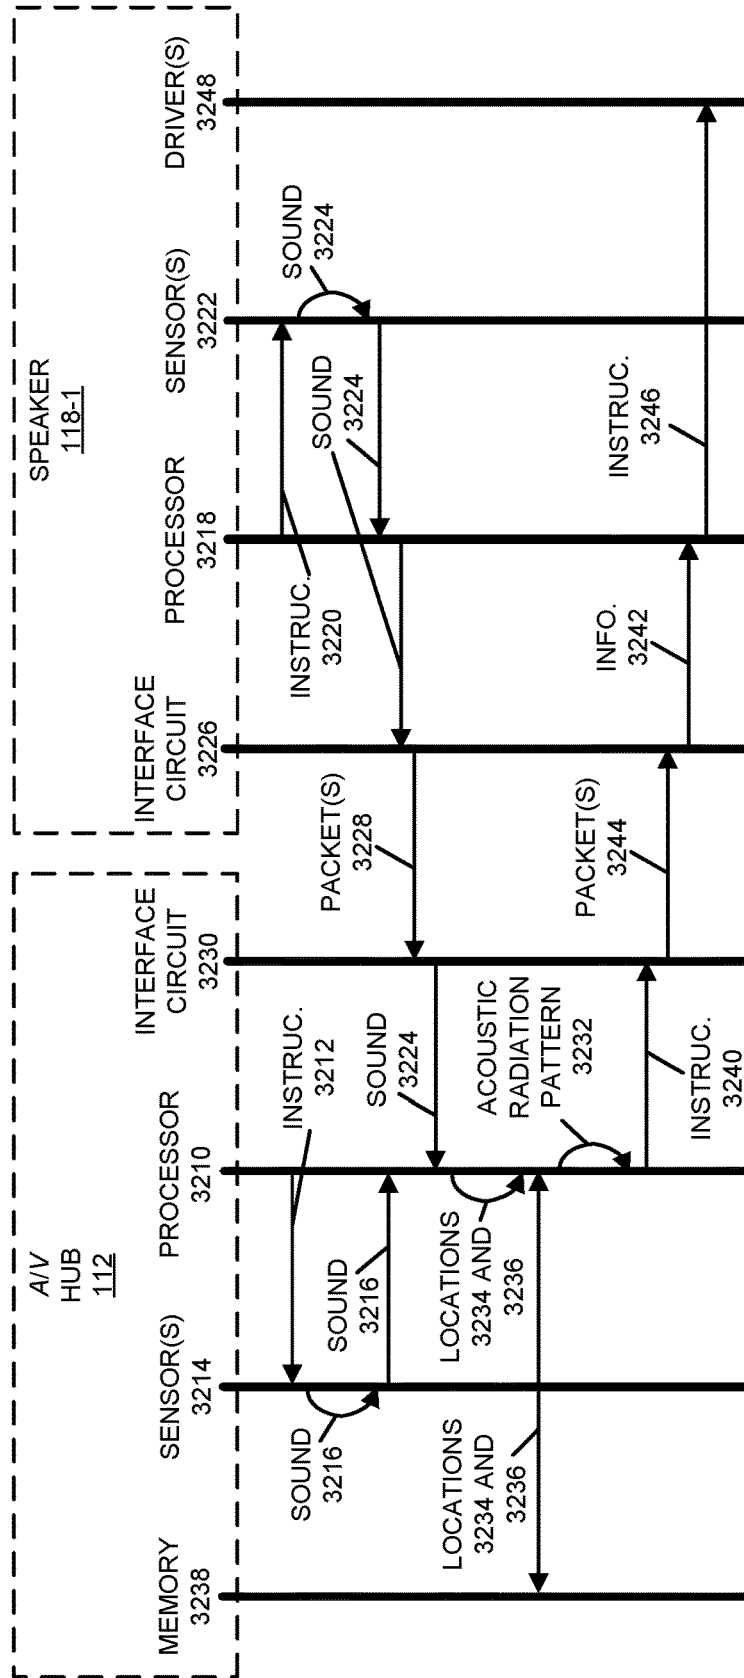 A/V
HUB
112
SPEAKER
118-1
MEMORY
3238
SENSOR(S)
3214
PROCESSOR
3210
INTERFACE
CIRCUIT
3230
INTERFACE
CIRCUIT
3226
PROCESSOR
3218
SENSOR(S)
3222
DRIVER(S)
3248
INSTRUC.
3212
SOUND
3216
SOUND
3216
INSTRUC.
3220
SOUND
3224
SOUND
3224
PACKET(S)
3228
SOUND
3224
LOCATIONS
3234 AND
3236
LOCATIONS
3234 AND
3236
ACOUSTIC
RADIATION
PATTERN
3232
INSTRUC.
3240
PACKET(S)
3244
INFO.
3242
INSTRUC.
3246